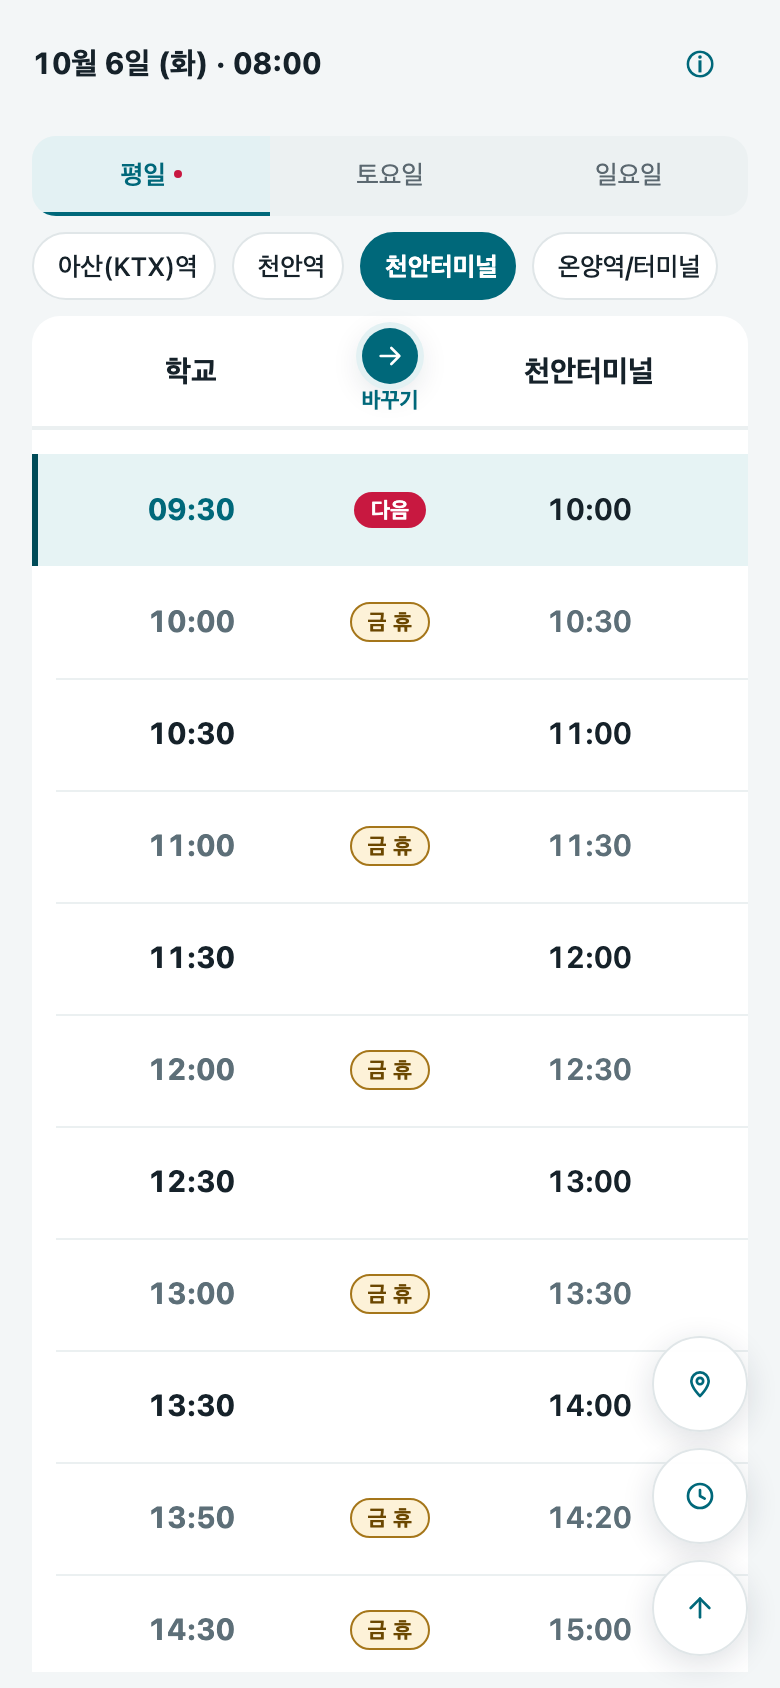 10월 6일 (화) · 08:00
평일 토요일 일요일
아산(KTX)역 천안역 천안터미널 온양역/터미널
학교 천안터미널
바꾸기
09:30 다음 10:00
10:00 금 휴 10:30
10:30 11:00
11:00 금 휴 11:30
11:30 12:00
12:00 금 휴 12:30
12:30 13:00
13:00 금 휴 13:30
13:30 14:00
13:50 금 휴 14:20
14:30 금 휴 15:00